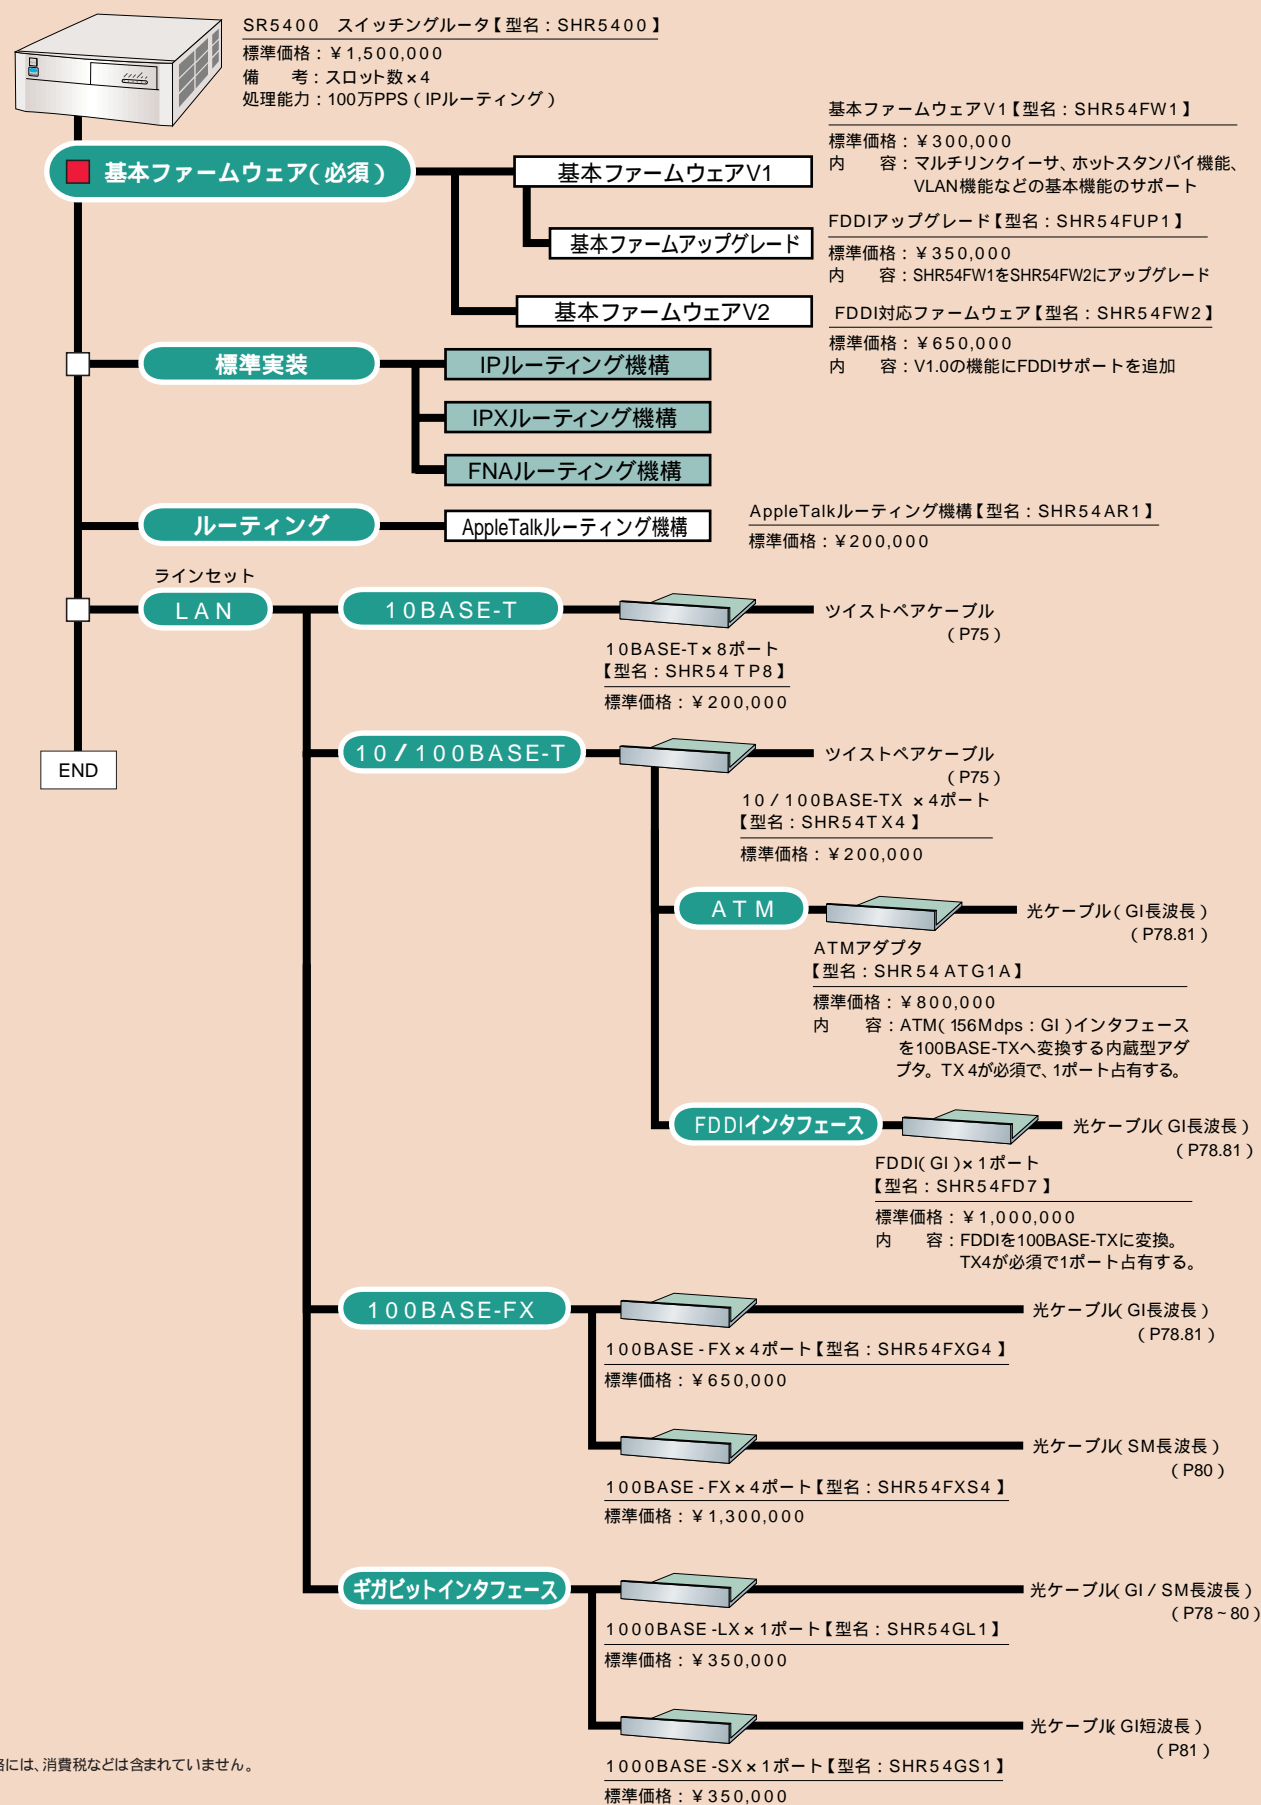 SR5400　スイッチングルータ【型名：SHR5400】
標準価格：￥1,500,000
備　考：スロット数×4
処理能力：100万PPS（IPルーティング）
基本ファームウェア（必須）
基本ファームウェアV1
基本ファームウェアV1【型名：SHR54FW1】
標準価格：￥300,000
内　容：マルチリンクイーサ、ホットスタンバイ機能、
VLAN機能などの基本機能のサポート
基本ファームアップグレード
FDDIアップグレード【型名：SHR54FUP1】
標準価格：￥350,000
内　容：SHR54FW1をSHR54FW2にアップグレード
基本ファームウェアV2
FDDI対応ファームウェア【型名：SHR54FW2】
標準価格：￥650,000
内　容：V1.0の機能にFDDIサポートを追加
標準実装
IPルーティング機構
IPXルーティング機構
FNAルーティング機構
ルーティング
AppleTalkルーティング機構
AppleTalkルーティング機構【型名：SHR54AR1】
標準価格：￥200,000
ラインセット
LAN
10BASE-T
ツイストペアケーブル
（P75）
10BASE-T×8ポート
【型名：SHR54TP8】
標準価格：￥200,000
END
10/100BASE-T
ツイストペアケーブル
（P75）
10/100BASE-TX ×4ポート
【型名：SHR54TX4】
標準価格：￥200,000
ATM
光ケーブル（GI長波長）
（P78.81）
ATMアダプタ
【型名：SHR54ATG1A】
標準価格：￥800,000
内　容：ATM（156Mdps：GI）インタフェース
を100BASE-TXへ変換する内蔵型アダ
プタ。TX4が必須で、1ポート占有する。
FDDIインタフェース
光ケーブル（GI長波長）
（P78.81）
FDDI（GI）×1ポート
【型名：SHR54FD7】
標準価格：￥1,000,000
内　容：FDDIを100BASE-TXに変換。
TX4が必須で1ポート占有する。
100BASE-FX
光ケーブル（GI長波長）
（P78.81）
100BASE-FX×4ポート【型名：SHR54FXG4】
標準価格：￥650,000
光ケーブル（SM長波長）
（P80）
100BASE-FX×4ポート【型名：SHR54FXS4】
標準価格：￥1,300,000
ギガビットインタフェース
光ケーブル（GI/SM長波長）
（P78~80）
1000BASE-LX×1ポート【型名：SHR54GL1】
標準価格：￥350,000
光ケーブル（GI短波長）
（P81）
1000BASE-SX×1ポート【型名：SHR54GS1】
標準価格：￥350,000
格には、消費税などは含まれていません。